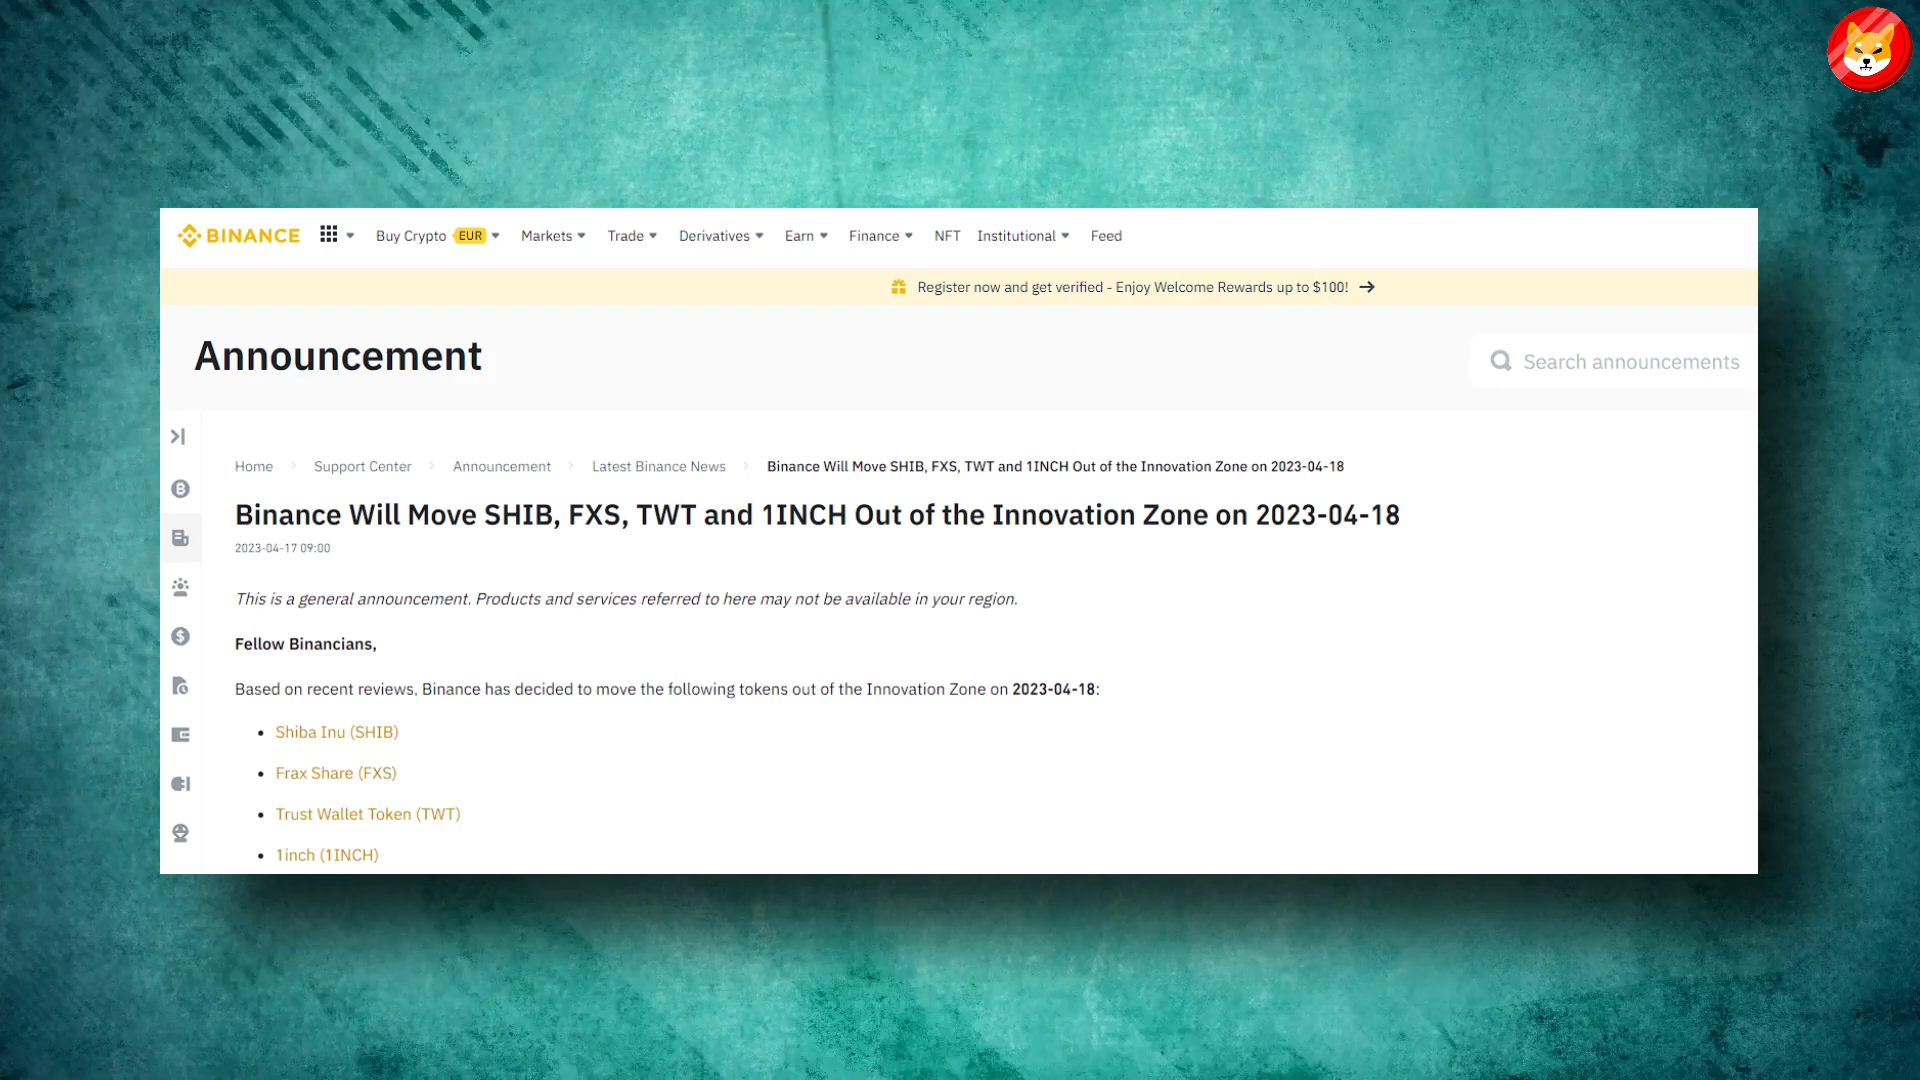 BINANCE Buy Crypto EUR Markets Trade Derivatives Earn Finance NFT Institutional Feed
Register now and get verified - Enjoy Welcome Rewards up to $100!
Announcement
Search announcements
Home Support Center Announcement Latest Binance News Binance Will Move SHIB, FXS, TWT and 1INCH Out of the Innovation Zone on 2023-04-18
Binance Will Move SHIB, FXS, TWT and 1INCH Out of the Innovation Zone on 2023-04-18
2023-04-17 09:00
This is a general announcement. Products and services referred to here may not be available in your region.
Fellow Binancians,
Based on recent reviews, Binance has decided to move the following tokens out of the Innovation Zone on 2023-04-18:
Shiba Inu (SHIB)
Frax Share (FXS)
Trust Wallet Token (TWT)
1inch (1INCH)